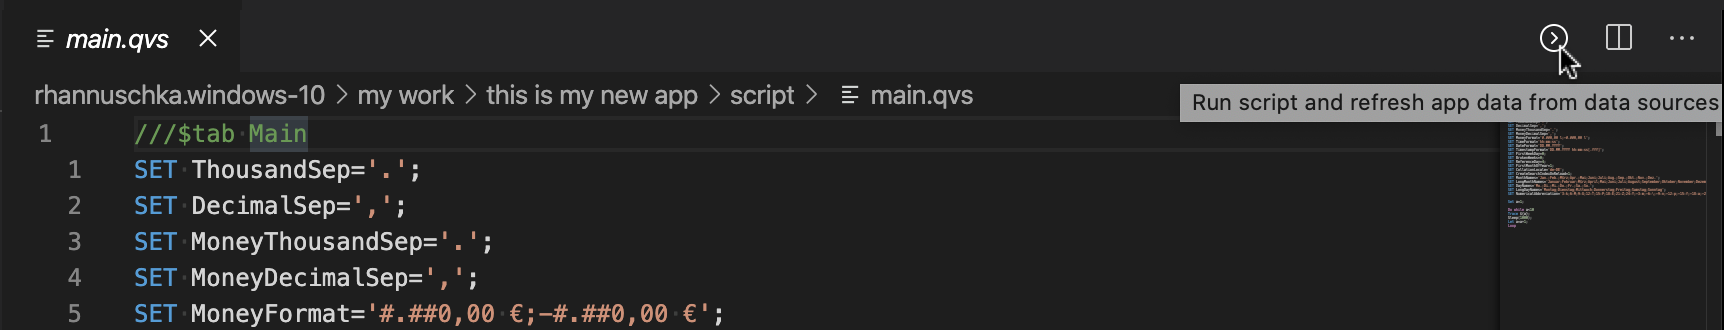 main.qvs
rhannuschka.windows-10 > my work > this is my new app > script > main.qvs
Run script and refresh app data from data sources
1 ///$tab Main
1 SET ThousandSep='.';
2 SET DecimalSep=',';
3 SET MoneyThousandSep='.';
4 SET MoneyDecimalSep=',';
5 SET MoneyFormat='#.##0,00 €;-#.##0,00 €';